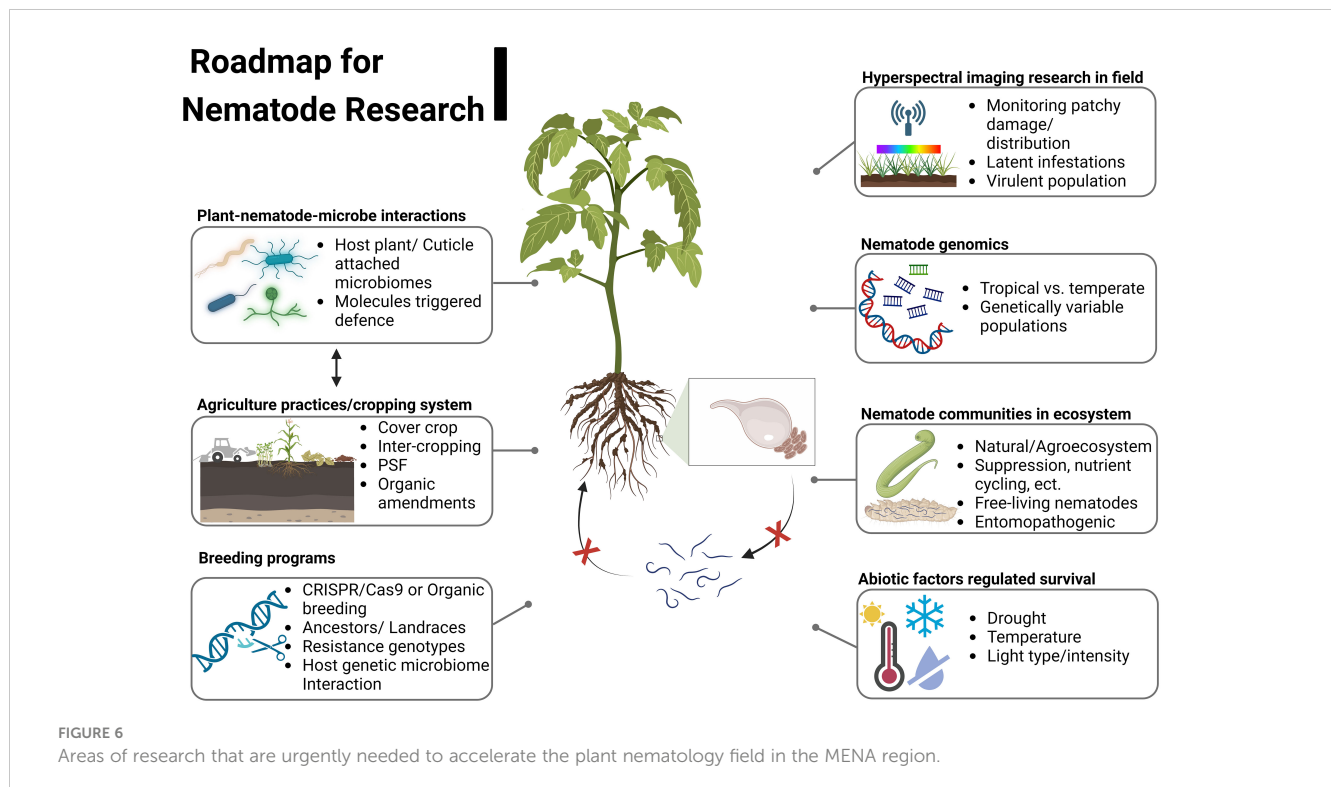 Roadmap for
Nematode Research
Plant-nematode-microbe interactions
• Host plant/ Cuticle
attached
microbiomes
• Molecules triggered
defence
Agriculture practices/cropping system
• Cover crop
• Inter-cropping
• PSF
• Organic
amendments
Breeding programs
• CRISPR/Cas9 or Organic
breeding
• Ancestors/ Landraces
• Resistance genotypes
• Host genetic microbiome
Interaction
Hyperspectral imaging research in field
• Monitoring patchy
damage/
distribution
• Latent infestations
• Virulent population
Nematode genomics
• Tropical vs. temperate
• Genetically variable
populations
Nematode communities in ecosystem
• Natural/Agroecosystem
• Suppression, nutrient
cycling, ect.
• Free-living nematodes
• Entomopathogenic
Abiotic factors regulated survival
• Drought
• Temperature
• Light type/intensity
FIGURE 6
Areas of research that are urgently needed to accelerate the plant nematology field in the MENA region.